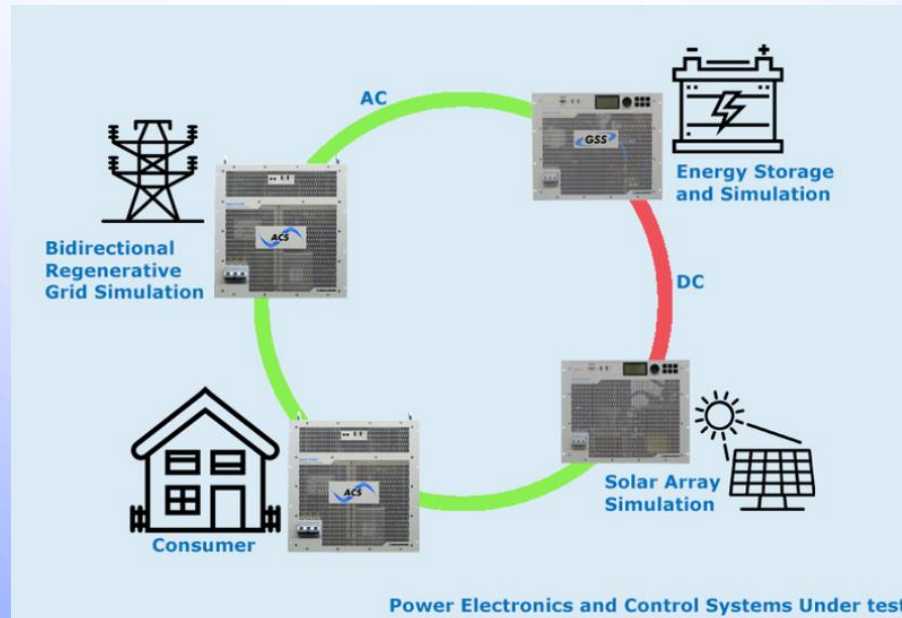 AC
GSS
Energy Storage
and Simulation
ACS
Bidirectional
Regenerative
Grid Simulation
DC
ACS
Solar Array
Simulation
Consumer
Power Electronics and Control Systems Under test